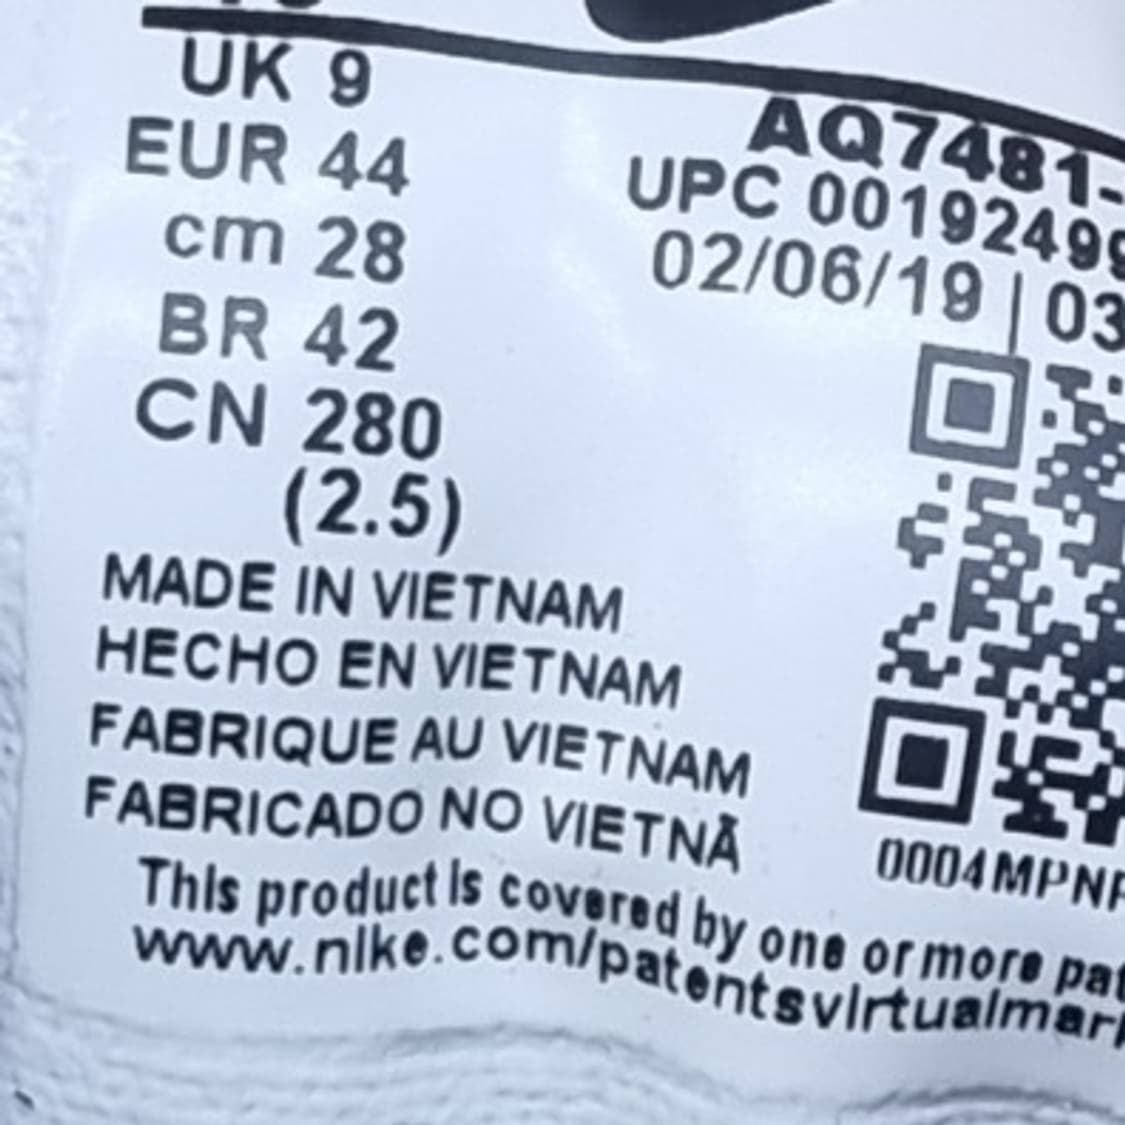 UK 9
EUR 44
cm 28
BR 42
CN 280
(2.5)
MADE IN VIETNAM
HECHO EN VIETNAM
FABRIQUE AU VIETNAM
FABRICADO NO VIETNÃ
This product is covered by one or more pat
www.nike.com/patentsvirtualmar
AQ7481-
UPC 00192499
02/06/19 | 03
0004MPNF